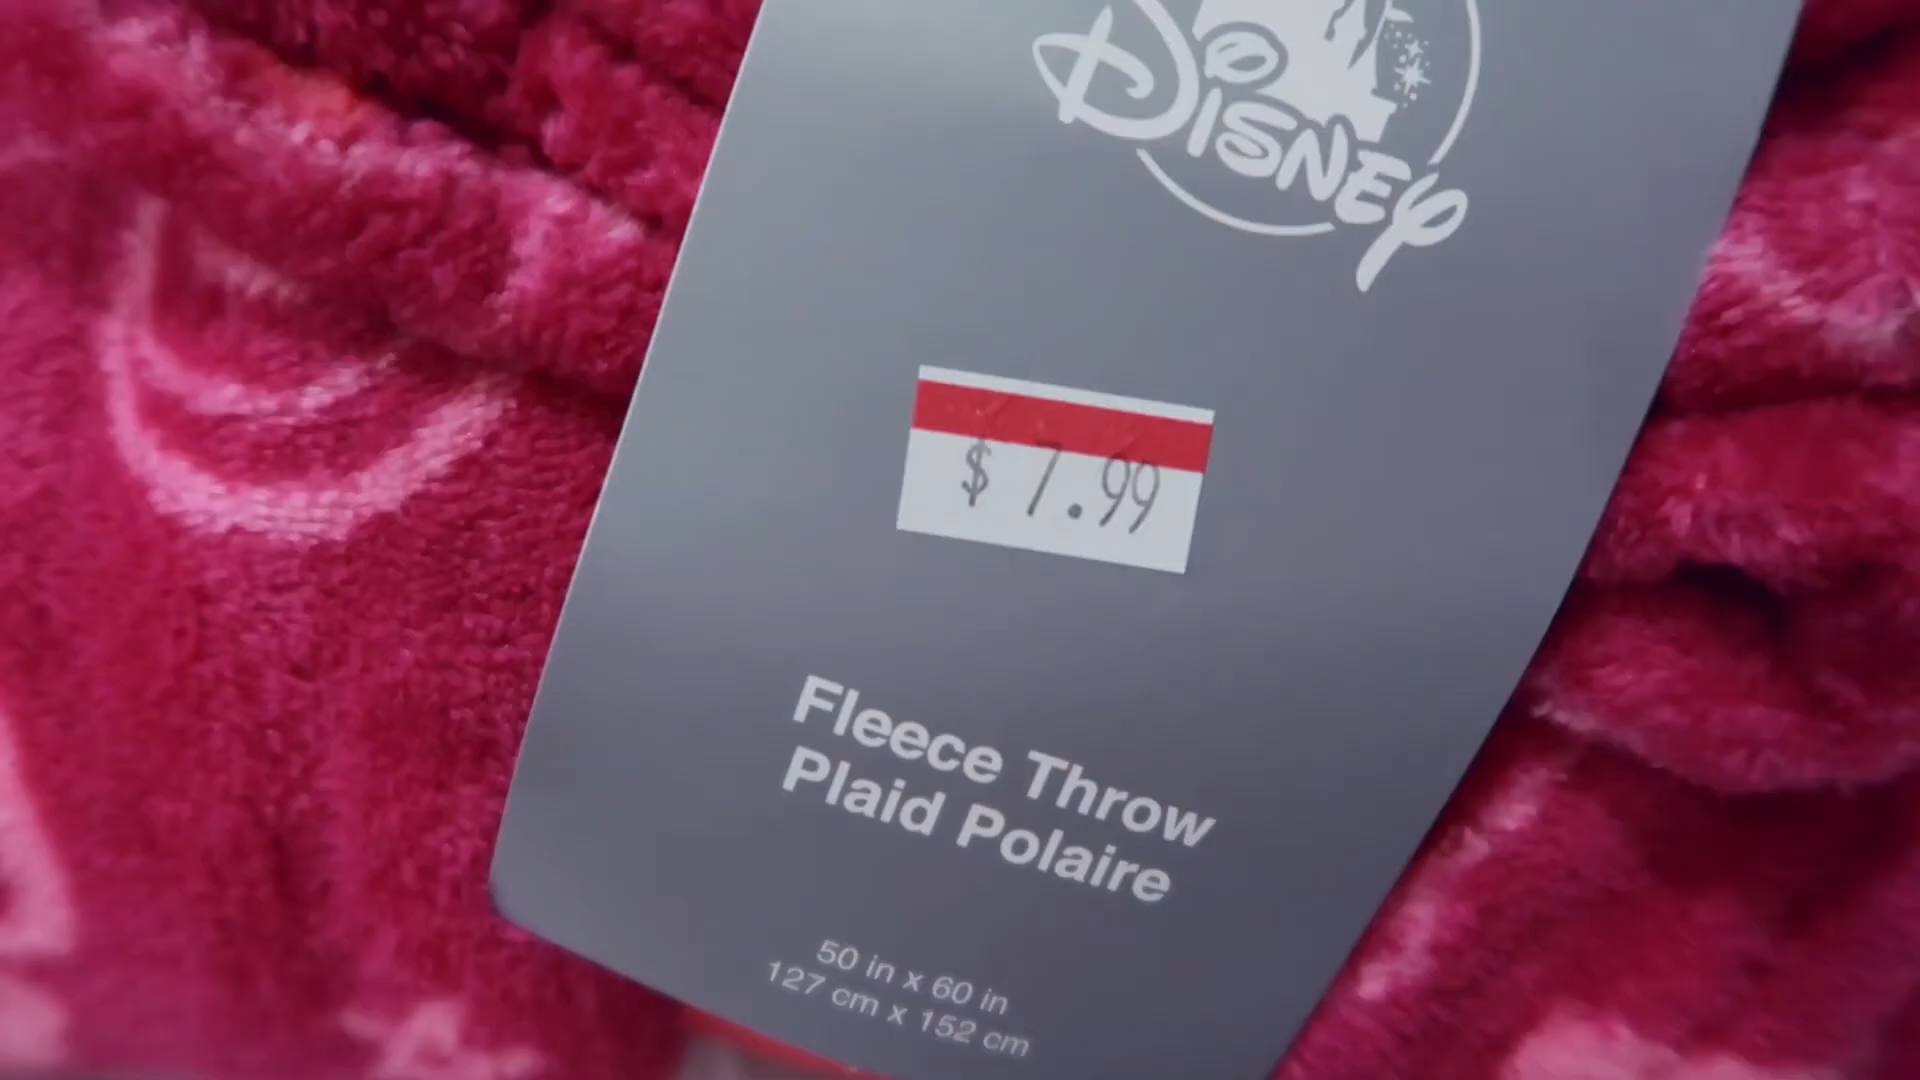 Disney
$ 7.99
Fleece Throw
Plaid Polaire
50 in x 60 in
127 cm x 152 cm